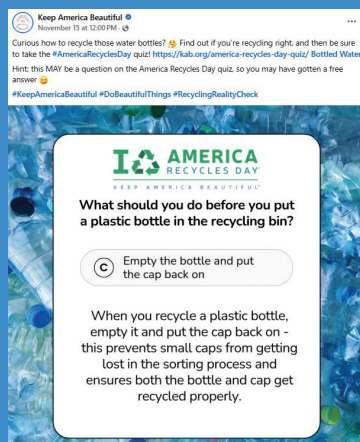 Keep America Beautiful
November 15 at 12:00 PM ·
Curious how to recycle those water bottles? 🤔 Find out if you're recycling right, and then be sure
to take the #AmericaRecyclesDay quiz! https://kab.org/america-recycles-day-quiz/ Bottled Water
Hint: this MAY be a question on the America Recycles Day quiz, so you may have gotten a free
answer 😉
#KeepAmericaBeautiful #DoBeautifulThings #RecyclingRealityCheck
I AMERICA
RECYCLES DAY
KEEP AMERICA BEAUTIFUL
What should you do before you put
a plastic bottle in the recycling bin?
C Empty the bottle and put
the cap back on
When you recycle a plastic bottle,
empty it and put the cap back on -
this prevents small caps from getting
lost in the sorting process and
ensures both the bottle and cap get
recycled properly.